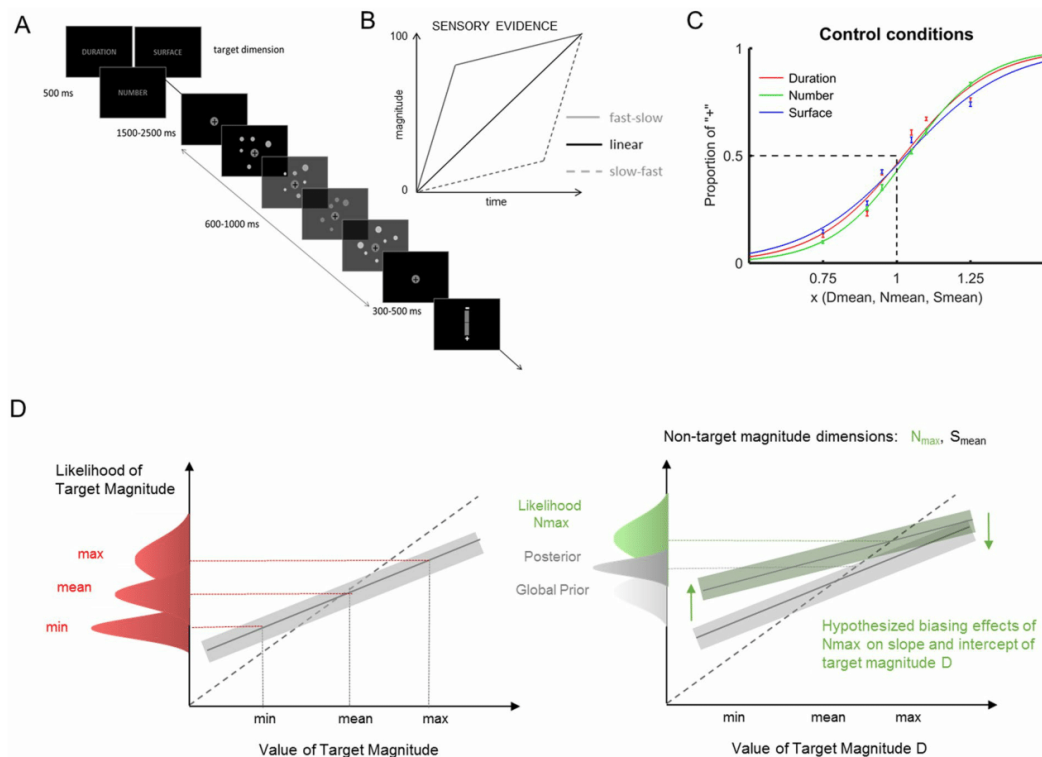 A
DURATION
SURFACE
target dimension
NUMBER
500 ms
1500-2500 ms
600-1000 ms
300-500 ms
-
+
B
SENSORY EVIDENCE
100
magnitude
0
time
fast-slow
linear
slow-fast
C
Control conditions
1
Duration
Number
Surface
Proportion of "+"
0.5
0
0.75
1
1.25
x (Dmean, Nmean, Smean)
D
Likelihood of
Target Magnitude
max
mean
min
min
mean
max
Value of Target Magnitude
Non-target magnitude dimensions: Nmax, Smean
Likelihood
Nmax
Posterior
Global Prior
Hypothesized biasing effects of
Nmax on slope and intercept of
target magnitude D
min
mean
max
Value of Target Magnitude D